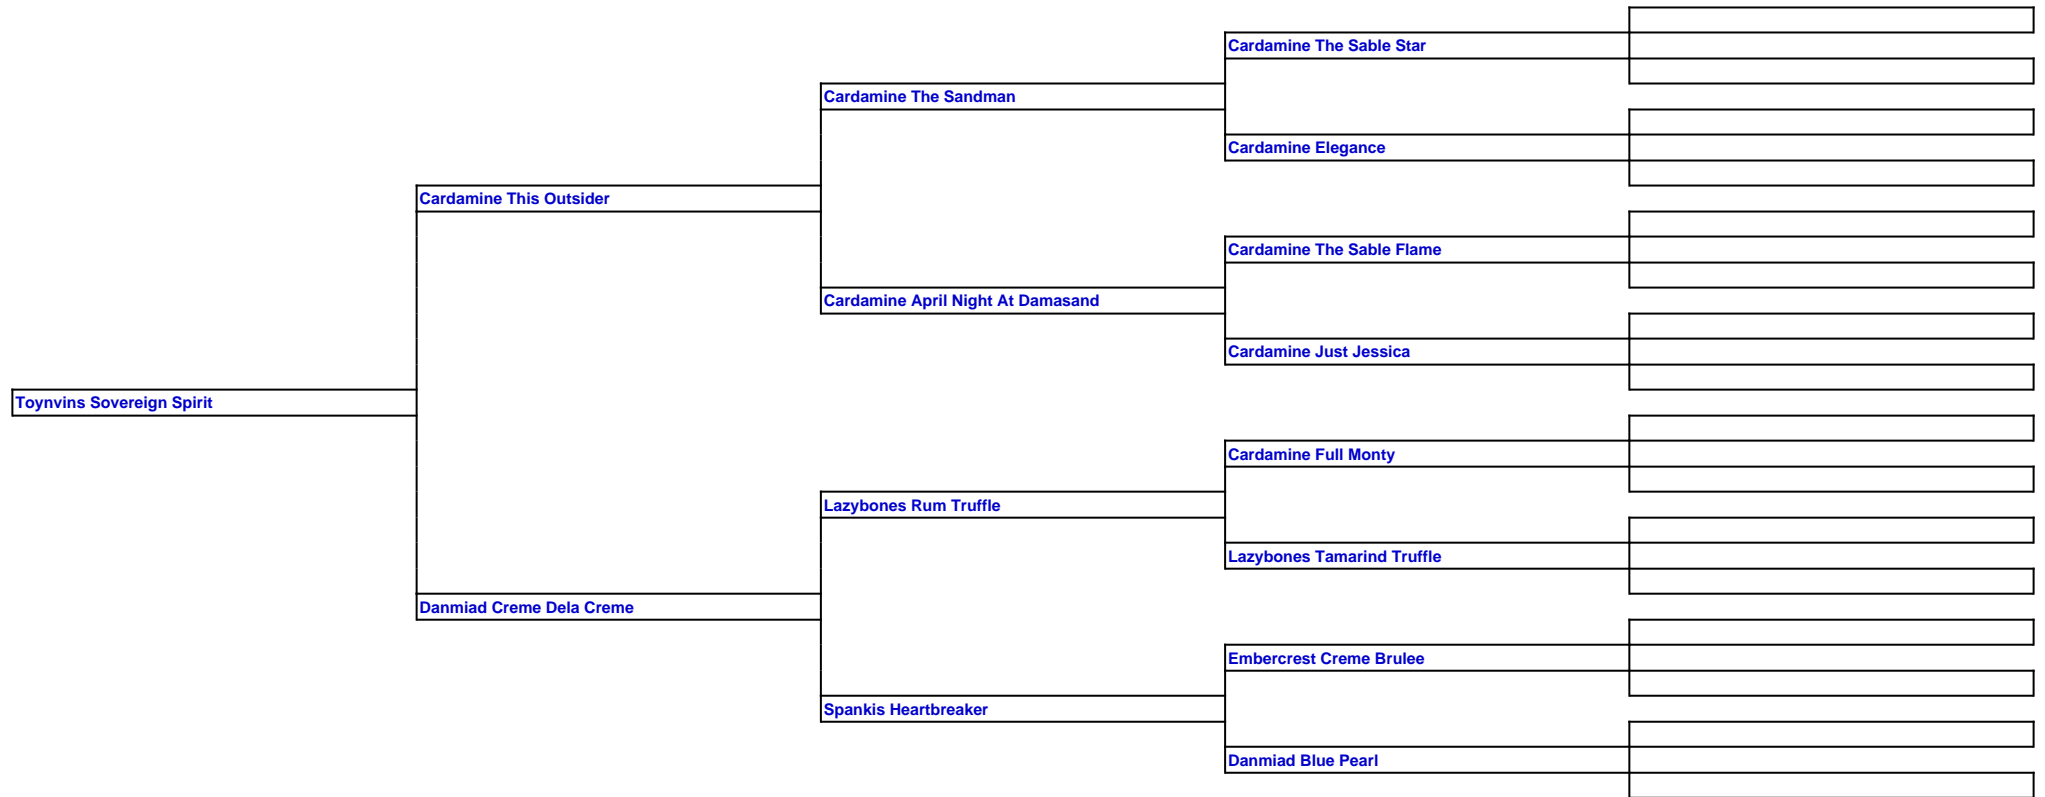 Cardamine The Sable Star
Cardamine The Sandman
Cardamine Elegance
Cardamine This Outsider
Cardamine The Sable Flame
Cardamine April Night At Damasand
Cardamine Just Jessica
Toynvins Sovereign Spirit
Cardamine Full Monty
Lazybones Rum Truffle
Lazybones Tamarind Truffle
Danmiad Creme Dela Creme
Embercrest Creme Brulee
Spankis Heartbreaker
Danmiad Blue Pearl